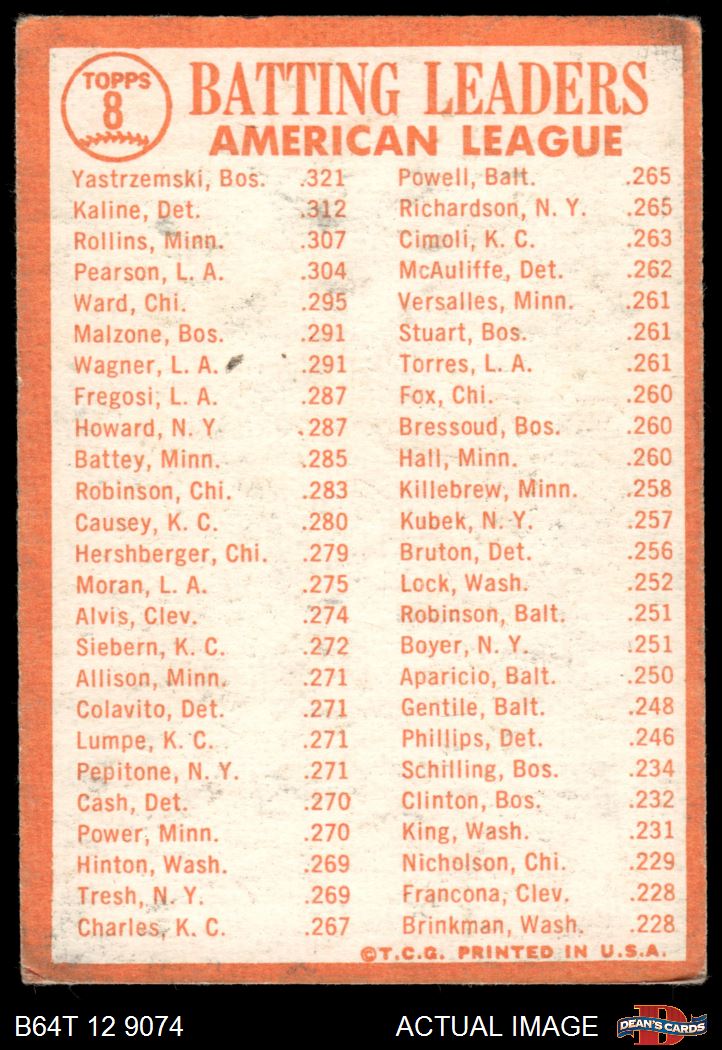 TOPPS
8
BATTING LEADERS
AMERICAN LEAGUE
Yastrzemski, Bos. .321
Kaline, Det. .312
Rollins, Minn. .307
Pearson, L. A. .304
Ward, Chi. .295
Malzone, Bos. .291
Wagner, L. A. .291
Fregosi, L. A. .287
Howard, N. Y. .287
Battey, Minn. .285
Robinson, Chi. .283
Causey, K. C. .280
Hershberger, Chi. .279
Moran, L. A. .275
Alvis, Clev. .274
Siebern, K. C. .272
Allison, Minn. .271
Colavito, Det. .271
Lumpe, K. C. .271
Pepitone, N. Y. .271
Cash, Det. .270
Power, Minn. .270
Hinton, Wash. .269
Tresh, N. Y. .269
Charles, K. C. .267
Powell, Balt. .265
Richardson, N. Y. .265
Cimoli, K. C. .263
McAuliffe, Det. .262
Versalles, Minn. .261
Stuart, Bos. .261
Torres, L. A. .261
Fox, Chi. .260
Bressoud, Bos. .260
Hall, Minn. .260
Killebrew, Minn. .258
Kubek, N. Y. .257
Bruton, Det. .256
Lock, Wash. .252
Robinson, Balt. .251
Boyer, N. Y. .251
Aparicio, Balt. .250
Gentile, Balt. .248
Phillips, Det. .246
Schilling, Bos. .234
Clinton, Bos. .232
King, Wash. .231
Nicholson, Chi. .229
Francona, Clev. .228
Brinkman, Wash. .228
©T.C.G. PRINTED IN U.S.A.
B64T 12 9074
ACTUAL IMAGE
D
DEAN'S CARDS